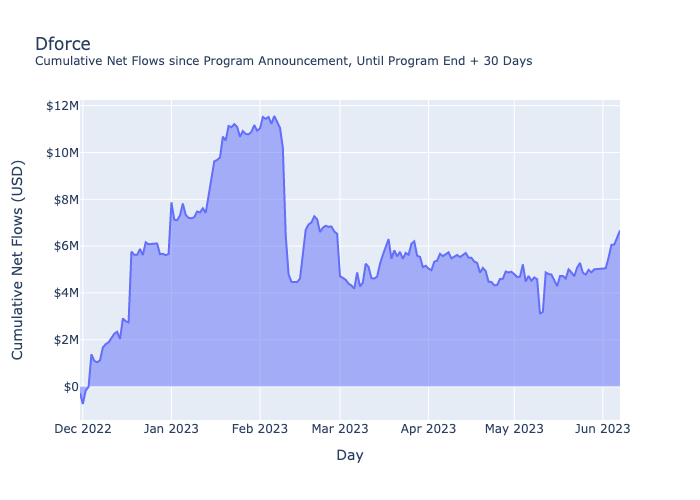 Dforce
Cumulative Net Flows since Program Announcement, Until Program End + 30 Days
Cumulative Net Flows (USD)
$12M
$10M
$8M
$6M
$4M
$2M
$0
Dec 2022
Jan 2023
Feb 2023
Mar 2023
Apr 2023
May 2023
Jun 2023
Day